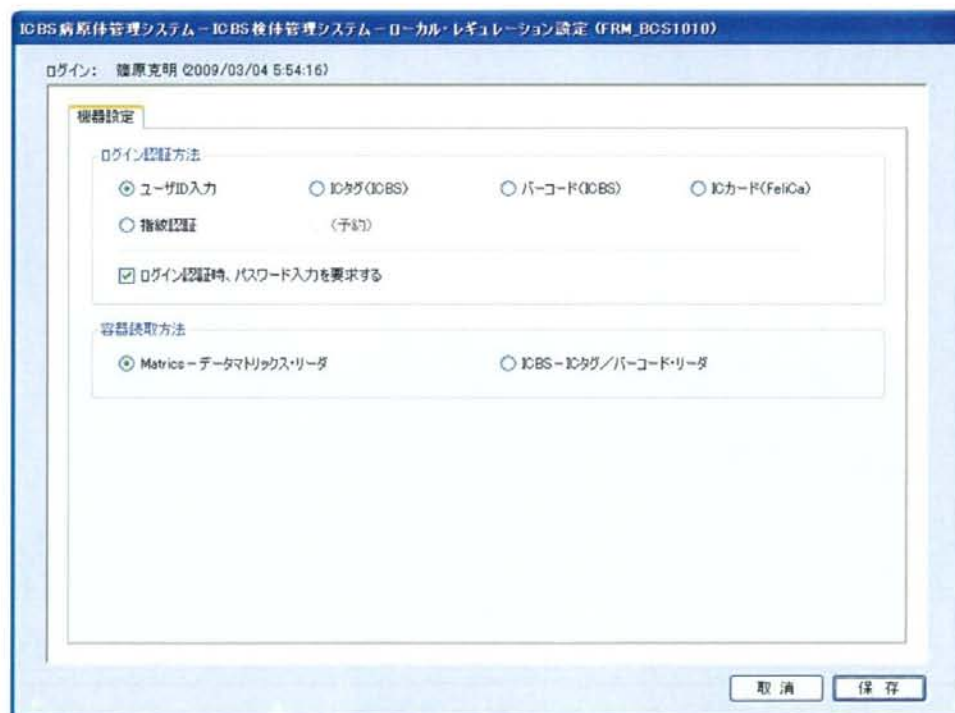 ICBS病原体管理システム－ICBS検体管理システム－ローカル・レギュレーション設定 (FRM_BCS1010)
ログイン： 篠原克明 (2009/03/04 5:54:16)
機器設定
ログイン認証方法
ユーザID入力 ICタグ(ICBS) バーコード(ICBS) ICカード(FeliCa)
指紋認証 (予約)
ログイン認証時、パスワード入力を要求する
容器読取方法
Matrics－データマトリックス・リーダ ICBS－ICタグ／バーコード・リーダ
取消 保存